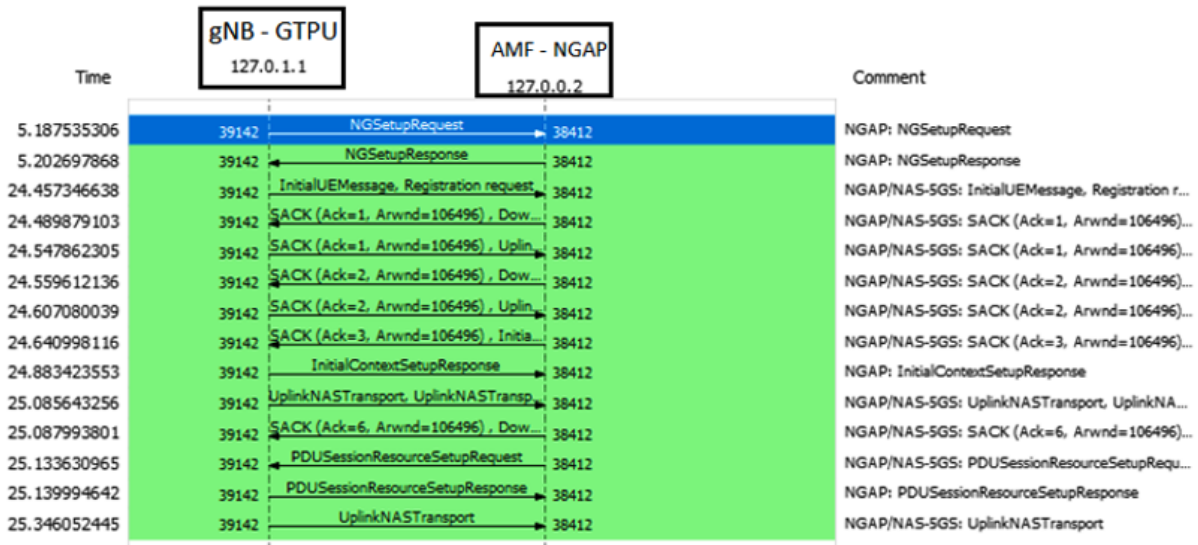 gNB - GTPU
127.0.1.1
AMF - NGAP
127.0.0.2
Time
Comment
5.187535306 39142 NGSetupRequest 38412 NGAP: NGSetupRequest
5.202697868 39142 NGSetupResponse 38412 NGAP: NGSetupResponse
24.457346638 39142 InitialUEMessage, Registration request 38412 NGAP/NAS-5GS: InitialUEMessage, Registration r...
24.489879103 39142 SACK (Ack=1, Arwnd=106496) , Dow... 38412 NGAP/NAS-5GS: SACK (Ack=1, Arwnd=106496)...
24.547862305 39142 SACK (Ack=1, Arwnd=106496) , Uplin... 38412 NGAP/NAS-5GS: SACK (Ack=1, Arwnd=106496)...
24.559612136 39142 SACK (Ack=2, Arwnd=106496) , Dow... 38412 NGAP/NAS-5GS: SACK (Ack=2, Arwnd=106496)...
24.607080039 39142 SACK (Ack=2, Arwnd=106496) , Uplin... 38412 NGAP/NAS-5GS: SACK (Ack=2, Arwnd=106496)...
24.640998116 39142 SACK (Ack=3, Arwnd=106496) , Initia... 38412 NGAP/NAS-5GS: SACK (Ack=3, Arwnd=106496)...
24.883423553 39142 InitialContextSetupResponse 38412 NGAP: InitialContextSetupResponse
25.085643256 39142 UplinkNASTransport, UplinkNASTransp... 38412 NGAP/NAS-5GS: UplinkNASTransport, UplinkNA...
25.087993801 39142 SACK (Ack=6, Arwnd=106496) , Dow... 38412 NGAP/NAS-5GS: SACK (Ack=6, Arwnd=106496)...
25.133630965 39142 PDUSessionResourceSetupRequest 38412 NGAP/NAS-5GS: PDUSessionResourceSetupRequ...
25.139994642 39142 PDUSessionResourceSetupResponse 38412 NGAP: PDUSessionResourceSetupResponse
25.346052445 39142 UplinkNASTransport 38412 NGAP/NAS-5GS: UplinkNASTransport